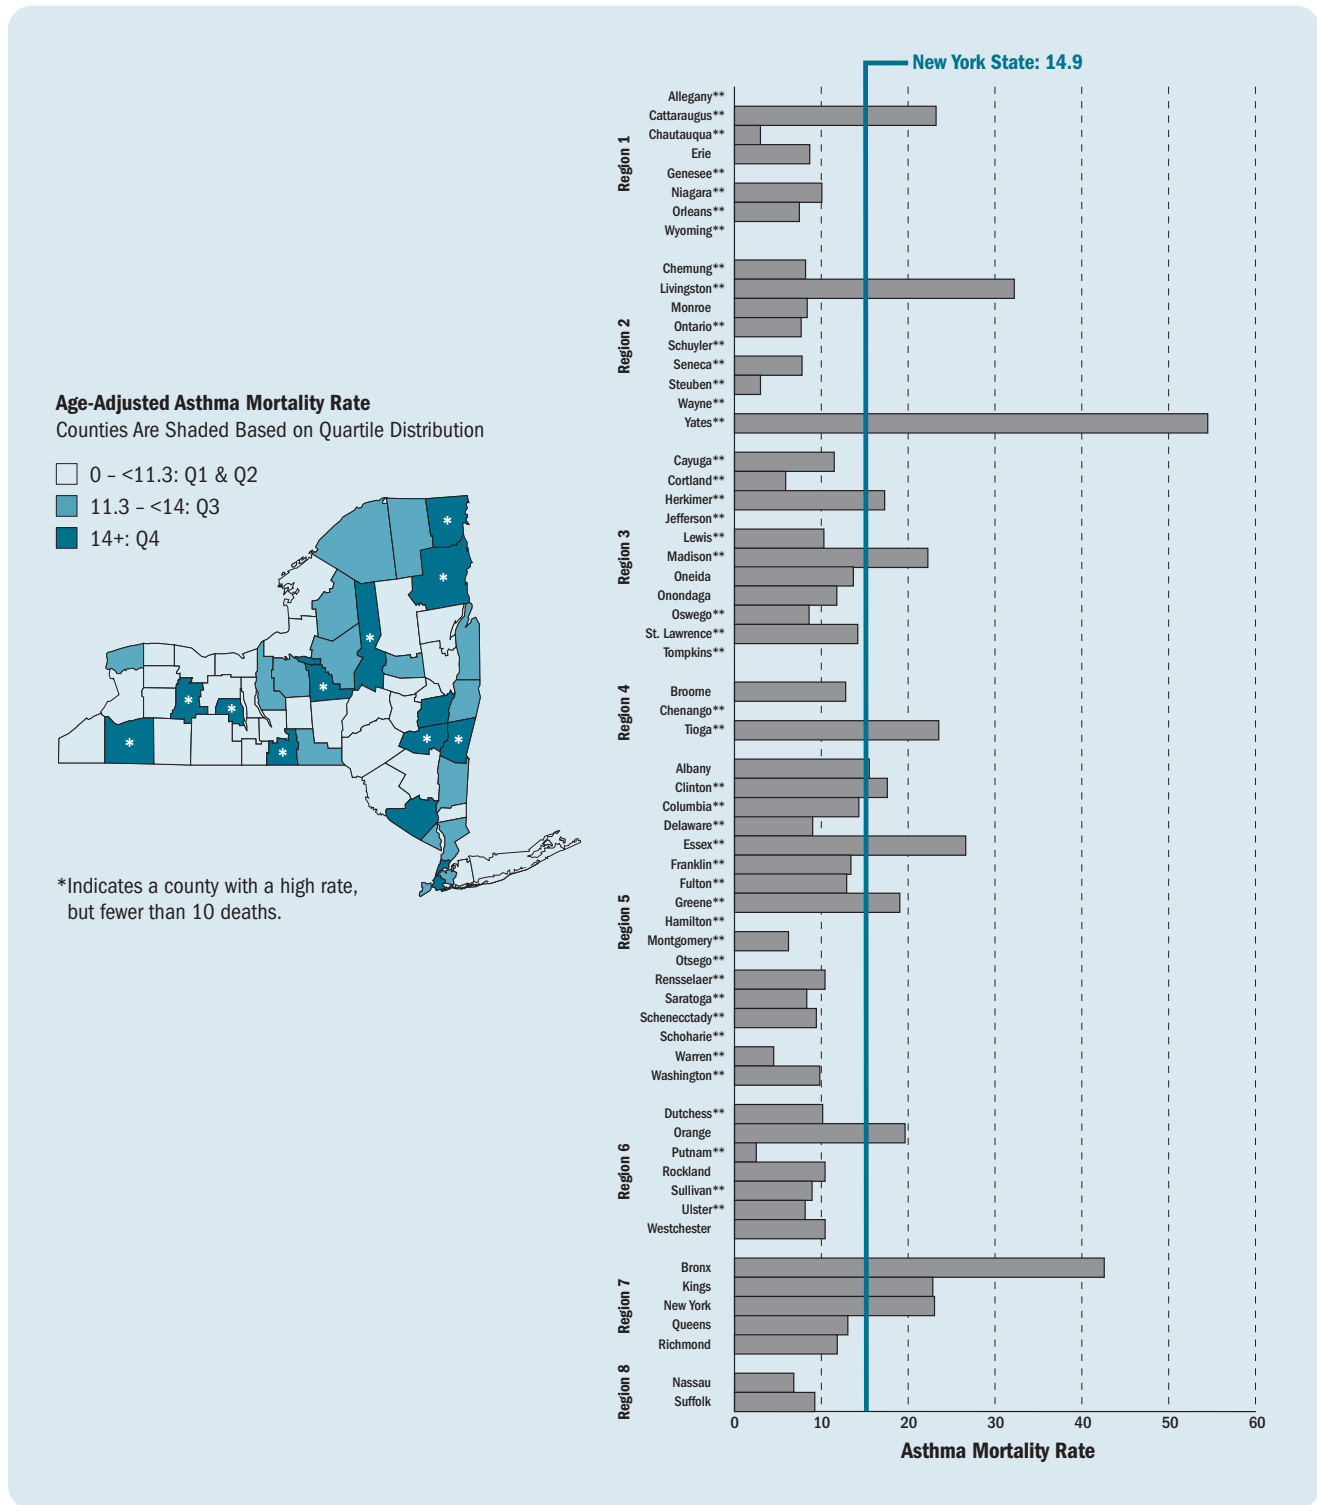 New York State: 14.9
Age-Adjusted Asthma Mortality Rate
Counties Are Shaded Based on Quartile Distribution
0 – <11.3: Q1 & Q2
11.3 – <14: Q3
14+: Q4
*
*
*
*
*
*
*
*
*
*
*Indicates a county with a high rate,
but fewer than 10 deaths.
Region 1
Allegany**
Cattaraugus**
Chautauqua**
Erie
Genesee**
Niagara**
Orleans**
Wyoming**
Region 2
Chemung**
Livingston**
Monroe
Ontario**
Schuyler**
Seneca**
Steuben**
Wayne**
Yates**
Region 3
Cayuga**
Cortland**
Herkimer**
Jefferson**
Lewis**
Madison**
Oneida
Onondaga
Oswego**
St. Lawrence**
Tompkins**
Region 4
Broome
Chenango**
Tioga**
Region 5
Albany
Clinton**
Columbia**
Delaware**
Essex**
Franklin**
Fulton**
Greene**
Hamilton**
Montgomery**
Otsego**
Rensselaer**
Saratoga**
Schenecctady**
Schoharie**
Warren**
Washington**
Region 6
Dutchess**
Orange
Putnam**
Rockland
Sullivan**
Ulster**
Westchester
Region 7
Bronx
Kings
New York
Queens
Richmond
Region 8
Nassau
Suffolk
0 10 20 30 40 50 60
Asthma Mortality Rate